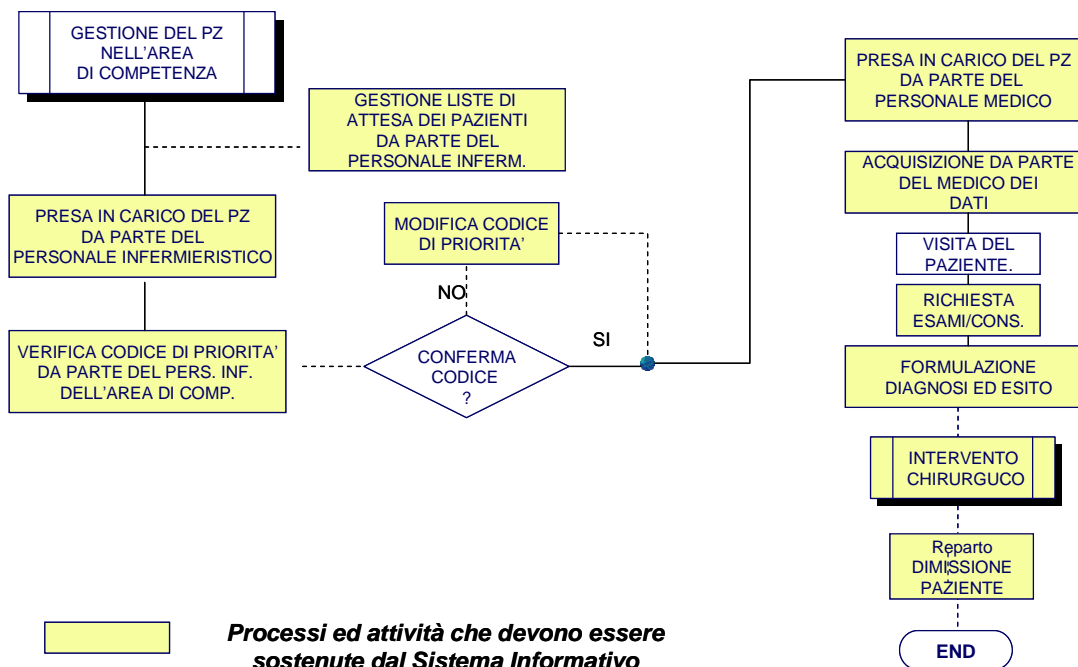 GESTIONE DEL PZ
NELL'AREA
DI COMPETENZA
GESTIONE LISTE DI
ATTESA DEI PAZIENTI
DA PARTE DEL
PERSONALE INFERM.
PRESA IN CARICO DEL PZ
DA PARTE DEL
PERSONALE INFERMIERISTICO
MODIFICA CODICE
DI PRIORITA'
NO
VERIFICA CODICE DI PRIORITA'
DA PARTE DEL PERS. INF.
DELL'AREA DI COMP.
CONFERMA
CODICE
?
SI
PRESA IN CARICO DEL PZ
DA PARTE DEL
PERSONALE MEDICO
ACQUISIZIONE DA PARTE
DEL MEDICO DEI
DATI
VISITA DEL
PAZIENTE.
RICHIESTA
ESAMI/CONS.
FORMULAZIONE
DIAGNOSI ED ESITO
INTERVENTO
CHIRURGUCO
Reparto
DIMISSIONE
PAZIENTE
END
Processi ed attività che devono essere
sostenute dal Sistema Informativo